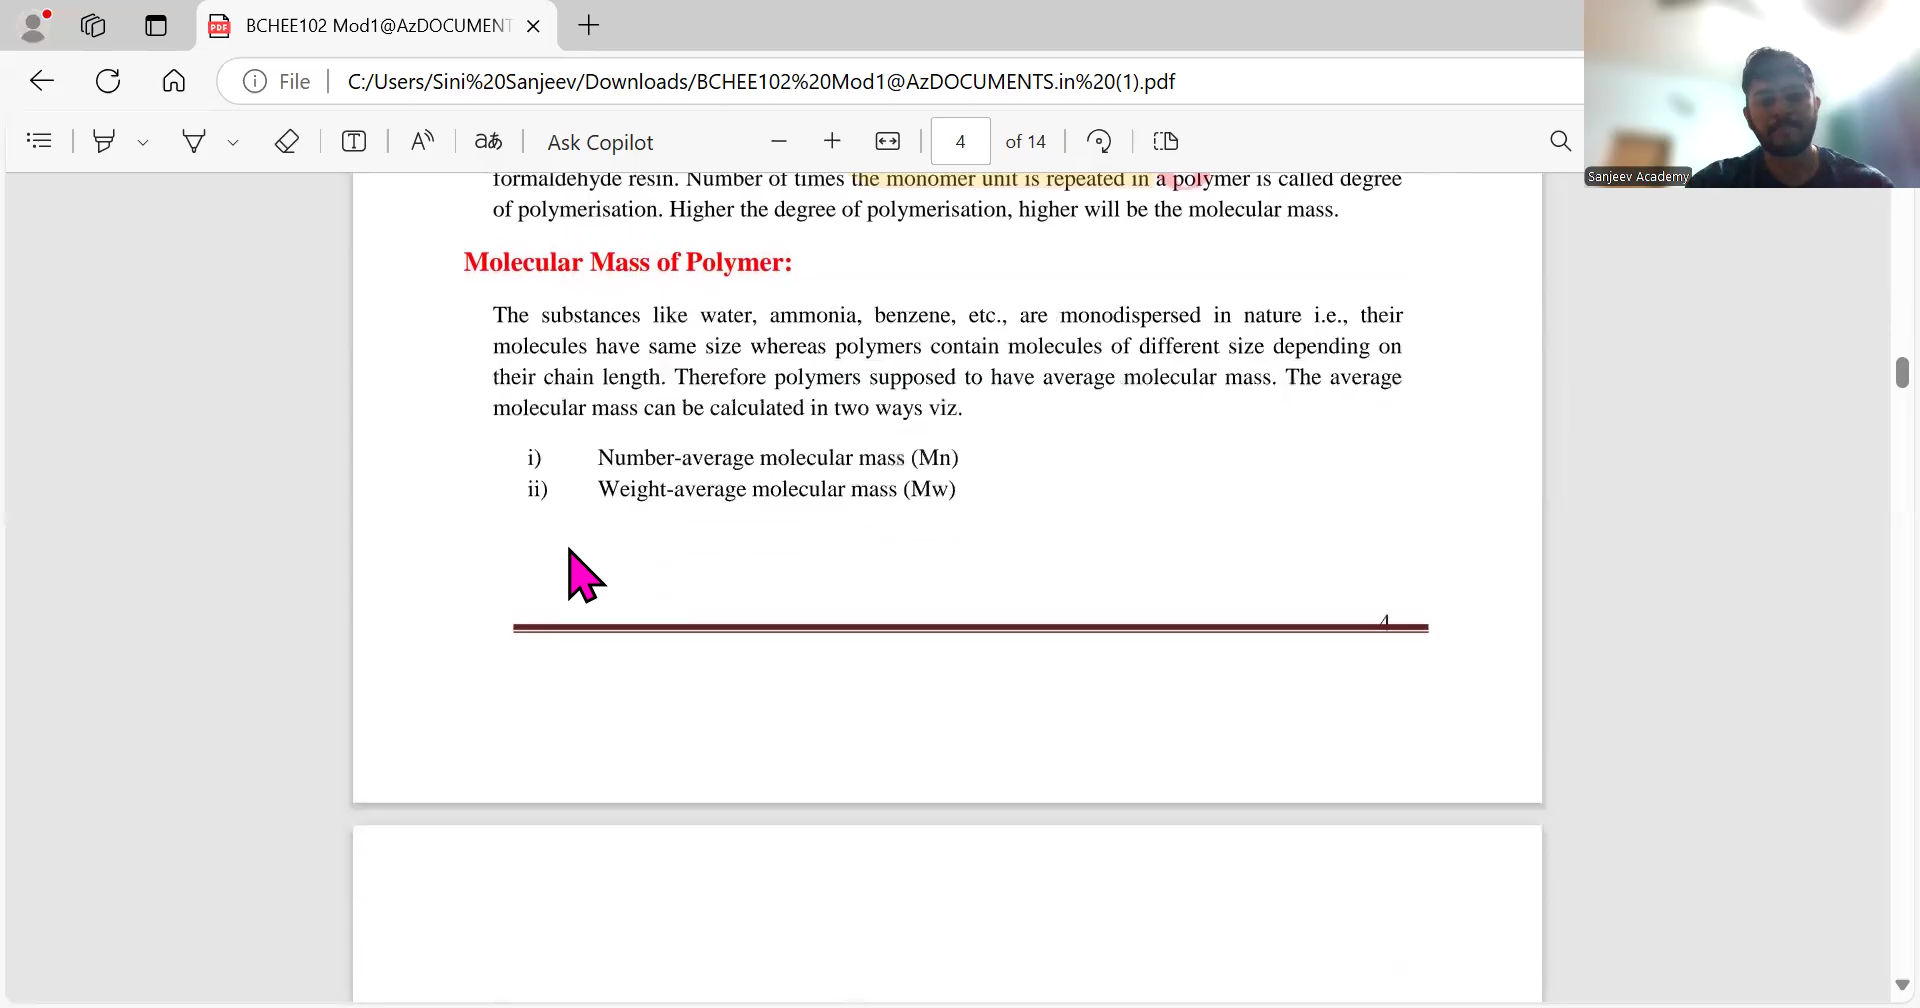 BCHEE102 Mod1@AzDOCUMENT
File
C:/Users/Sini%20Sanjeev/Downloads/BCHEE102%20Mod1@AzDOCUMENTS.in%20(1).pdf
Ask Copilot
4 of 14
Sanjeev Academy
formaldehyde resin. Number of times the monomer unit is repeated in a polymer is called degree
of polymerisation. Higher the degree of polymerisation, higher will be the molecular mass.
Molecular Mass of Polymer:
The substances like water, ammonia, benzene, etc., are monodispersed in nature i.e., their
molecules have same size whereas polymers contain molecules of different size depending on
their chain length. Therefore polymers supposed to have average molecular mass. The average
molecular mass can be calculated in two ways viz.
i) Number-average molecular mass (Mn)
ii) Weight-average molecular mass (Mw)
4